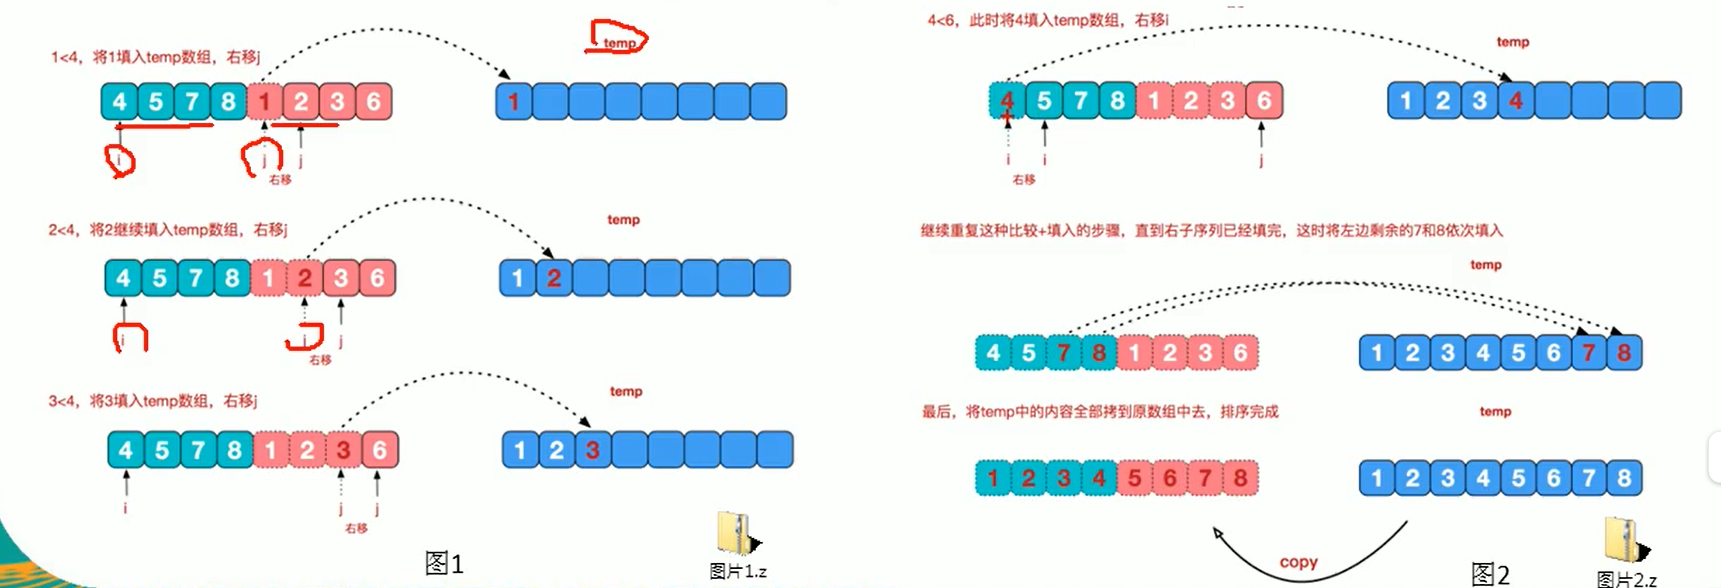 1<4，将1填入temp数组，右移j
temp
4 5 7 8 1 2 3 6
1
i j j
右移
2<4，将2继续填入temp数组，右移j
temp
4 5 7 8 1 2 3 6
1 2
i j j
右移
3<4，将3填入temp数组，右移j
temp
4 5 7 8 1 2 3 6
1 2 3
i j j
右移
图1
图片1.z
4<6，此时将4填入temp数组，右移i
temp
4 5 7 8 1 2 3 6
1 2 3 4
i i j
右移
继续重复这种比较+填入的步骤，直到右子序列已经填完，这时将左边剩余的7和8依次填入
temp
4 5 7 8 1 2 3 6
1 2 3 4 5 6 7 8
最后，将temp中的内容全部拷到原数组中去，排序完成
temp
1 2 3 4 5 6 7 8
1 2 3 4 5 6 7 8
copy
图2
图片2.z